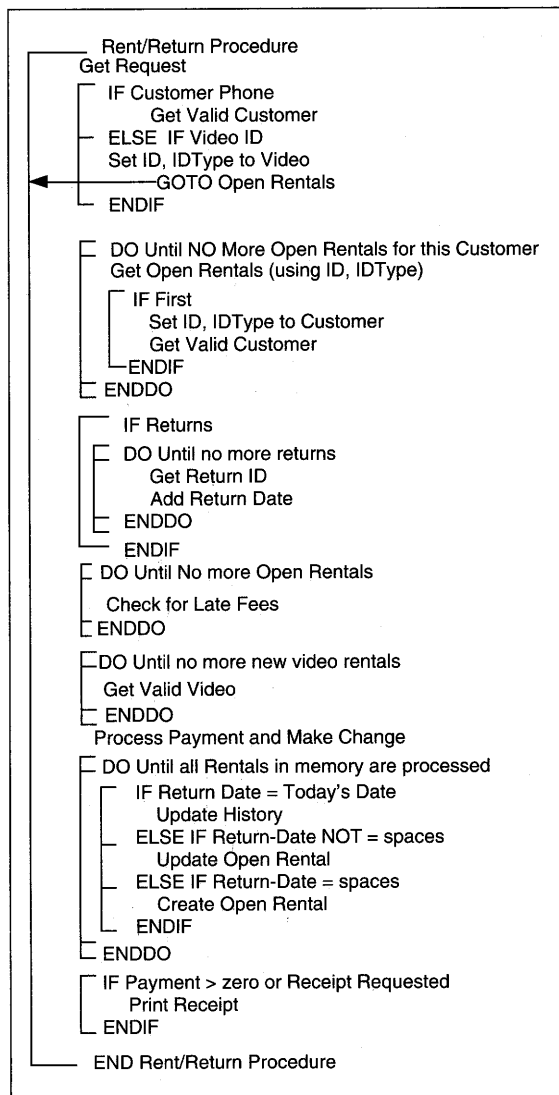 Rent/Return Procedure
Get Request
IF Customer Phone
Get Valid Customer
ELSE IF Video ID
Set ID, IDType to Video
GOTO Open Rentals
ENDIF
DO Until NO More Open Rentals for this Customer
Get Open Rentals (using ID, IDType)
IF First
Set ID, IDType to Customer
Get Valid Customer
ENDIF
ENDDO
IF Returns
DO Until no more returns
Get Return ID
Add Return Date
ENDDO
ENDIF
DO Until No more Open Rentals
Check for Late Fees
ENDDO
DO Until no more new video rentals
Get Valid Video
ENDDO
Process Payment and Make Change
DO Until all Rentals in memory are processed
IF Return Date = Today's Date
Update History
ELSE IF Return-Date NOT = spaces
Update Open Rental
ELSE IF Return-Date = spaces
Create Open Rental
ENDIF
ENDDO
IF Payment > zero or Receipt Requested
Print Receipt
ENDIF
END Rent/Return Procedure